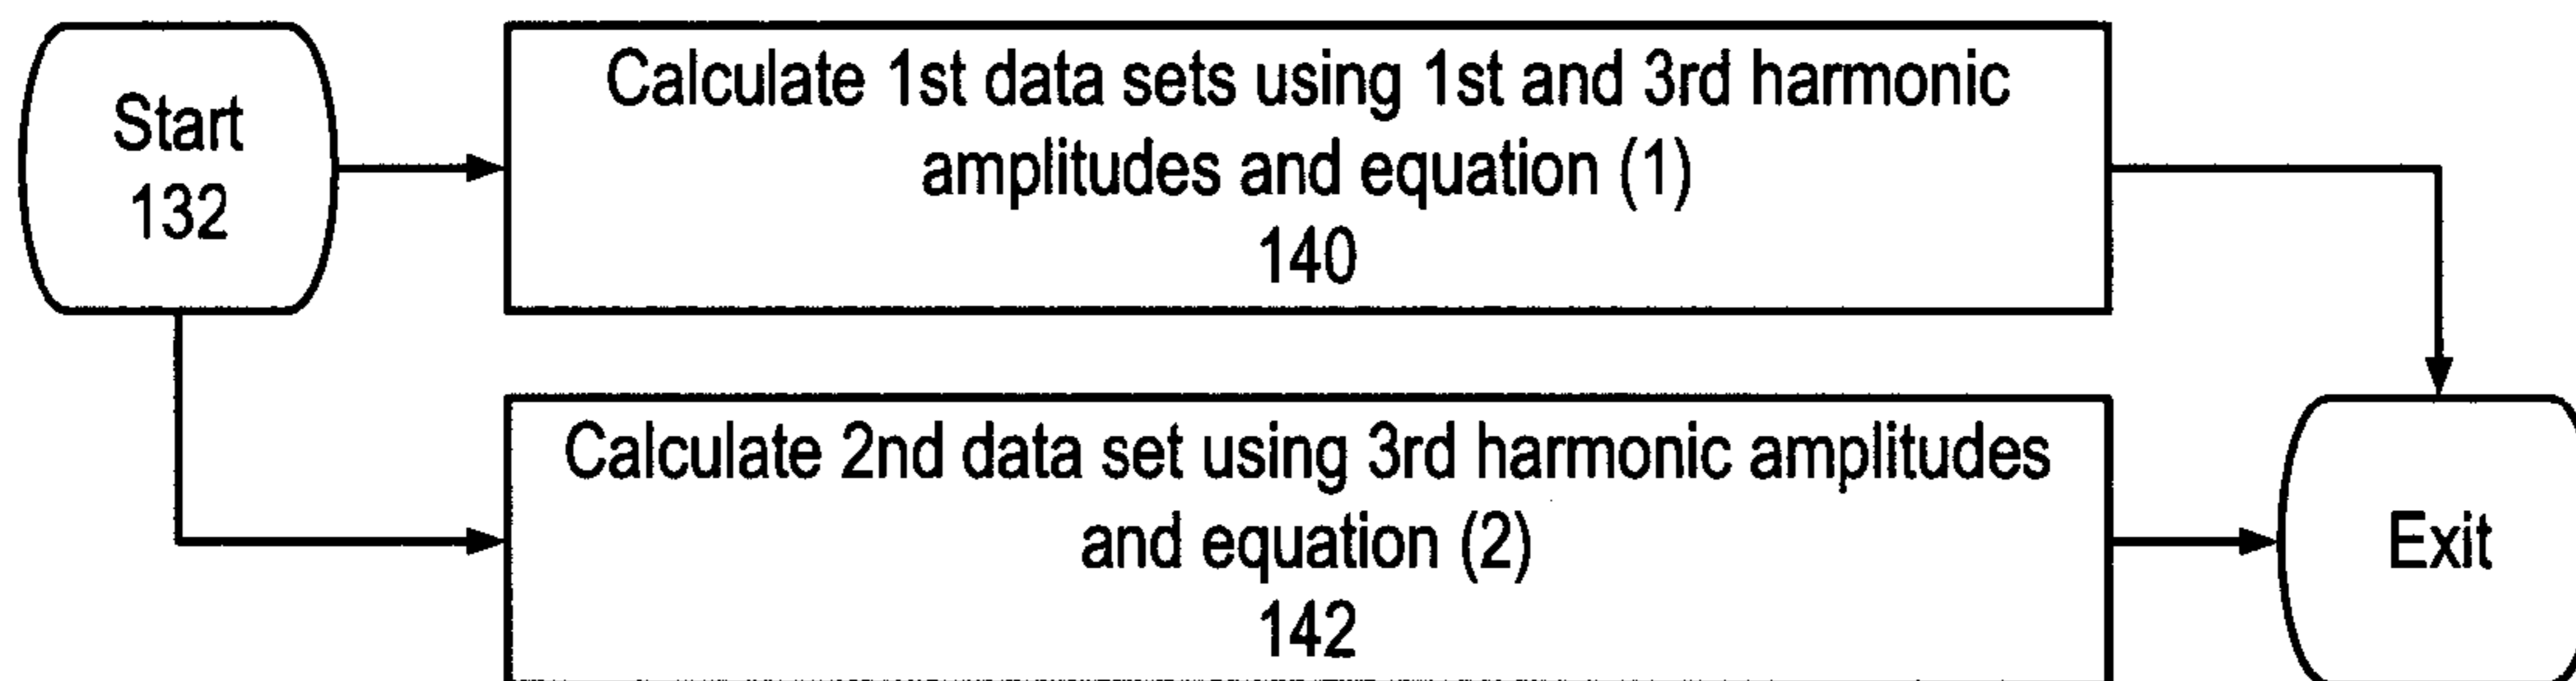 Start
132
Calculate 1st data sets using 1st and 3rd harmonic
amplitudes and equation (1)
140
Calculate 2nd data set using 3rd harmonic amplitudes
and equation (2)
142
Exit